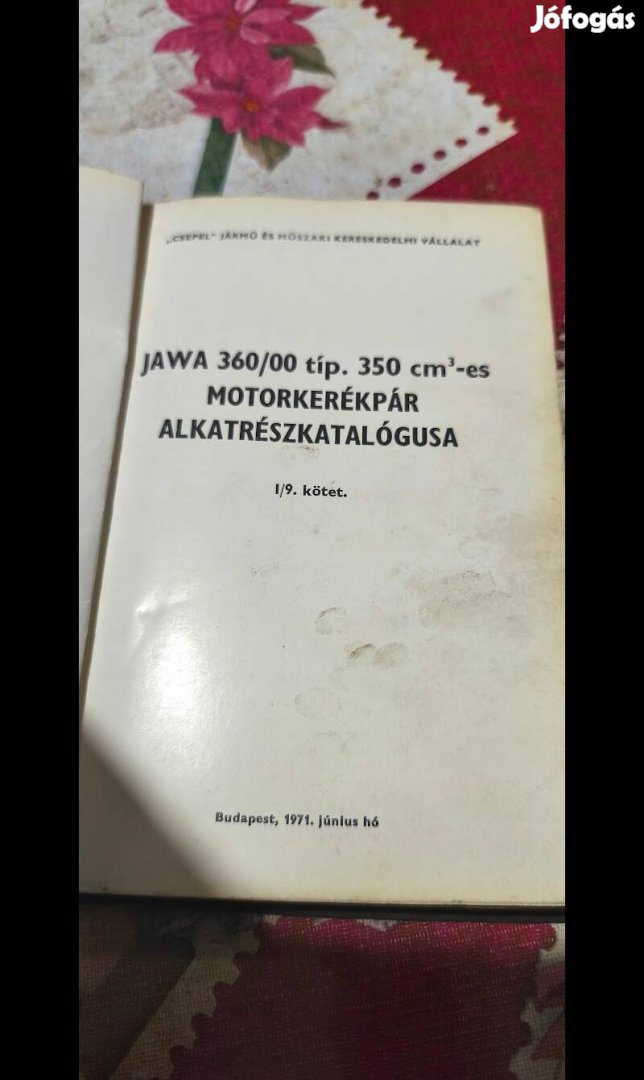 Jófogás
„CSEPEL” JÁRMŰ ÉS MŰSZAKI KERESKEDELMI VÁLLALAT
JAWA 360/00 típ. 350 cm³-es
MOTORKERÉKPÁR
ALKATRÉSZKATALÓGUSA
I/9. kötet.
Budapest, 1971. június hó